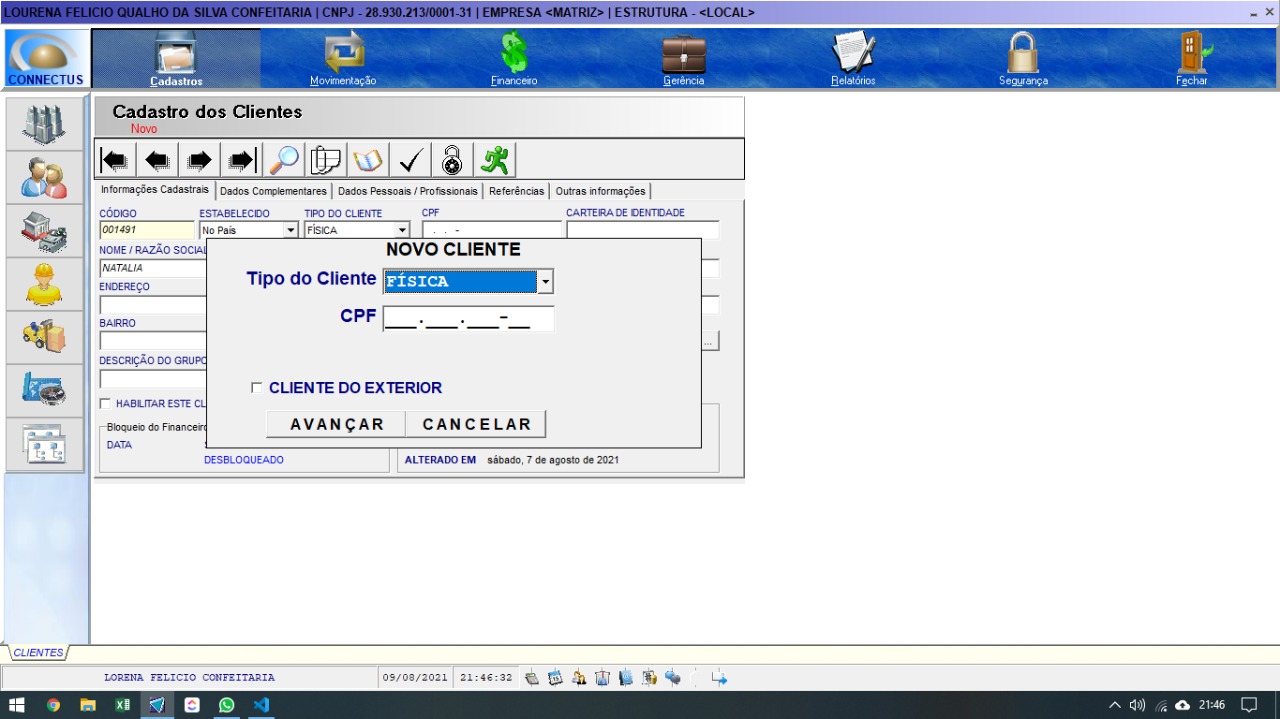 LOURENA FELICIO QUALHO DA SILVA CONFEITARIA | CNPJ - 28.930.213/0001-31 | EMPRESA <MATRIZ> | ESTRUTURA - <LOCAL>
CONNECTUS
Cadastros
Movimentação
Financeiro
Gerência
Relatórios
Segurança
Fechar
Cadastro dos Clientes
Novo
Informações Cadastrais
Dados Complementares
Dados Pessoais / Profissionais
Referências
Outras informações
CÓDIGO ESTABELECIDO TIPO DO CLIENTE CPF CARTEIRA DE IDENTIDADE
001491 No País FÍSICA . . -
NOME / RAZÃO SOCIAL
NATALIA
ENDEREÇO
BAIRRO
...
DESCRIÇÃO DO GRUPO
HABILITAR ESTE CL
Bloqueio do Financeiro
DATA
DESBLOQUEADO
ALTERADO EM sábado, 7 de agosto de 2021
NOVO CLIENTE
Tipo do Cliente FÍSICA
CPF ___.___.___-__
CLIENTE DO EXTERIOR
AVANÇAR CANCELAR
CLIENTES
LORENA FELICIO CONFEITARIA 09/08/2021 21:46:32
21:46